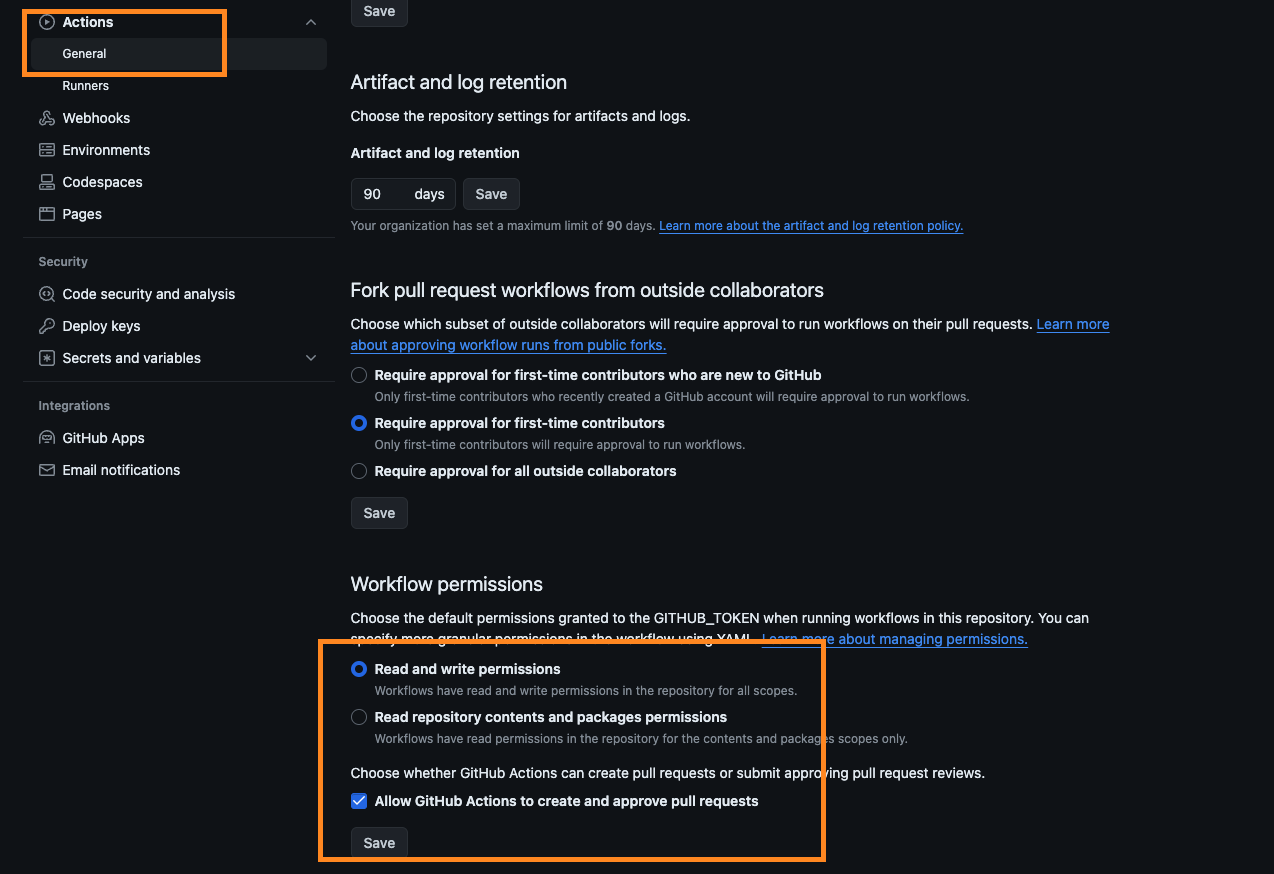 Actions
General
Runners
Webhooks
Environments
Codespaces
Pages
Security
Code security and analysis
Deploy keys
Secrets and variables
Integrations
GitHub Apps
Email notifications
Save
Artifact and log retention
Choose the repository settings for artifacts and logs.
Artifact and log retention
90 days Save
Your organization has set a maximum limit of 90 days. Learn more about the artifact and log retention policy.
Fork pull request workflows from outside collaborators
Choose which subset of outside collaborators will require approval to run workflows on their pull requests. Learn more
about approving workflow runs from public forks.
Require approval for first-time contributors who are new to GitHub
Only first-time contributors who recently created a GitHub account will require approval to run workflows.
Require approval for first-time contributors
Only first-time contributors will require approval to run workflows.
Require approval for all outside collaborators
Save
Workflow permissions
Choose the default permissions granted to the GITHUB_TOKEN when running workflows in this repository. You can
specify more granular permissions in the workflow using YAML. Learn more about managing permissions.
Read and write permissions
Workflows have read and write permissions in the repository for all scopes.
Read repository contents and packages permissions
Workflows have read permissions in the repository for the contents and packages scopes only.
Choose whether GitHub Actions can create pull requests or submit approving pull request reviews.
Allow GitHub Actions to create and approve pull requests
Save